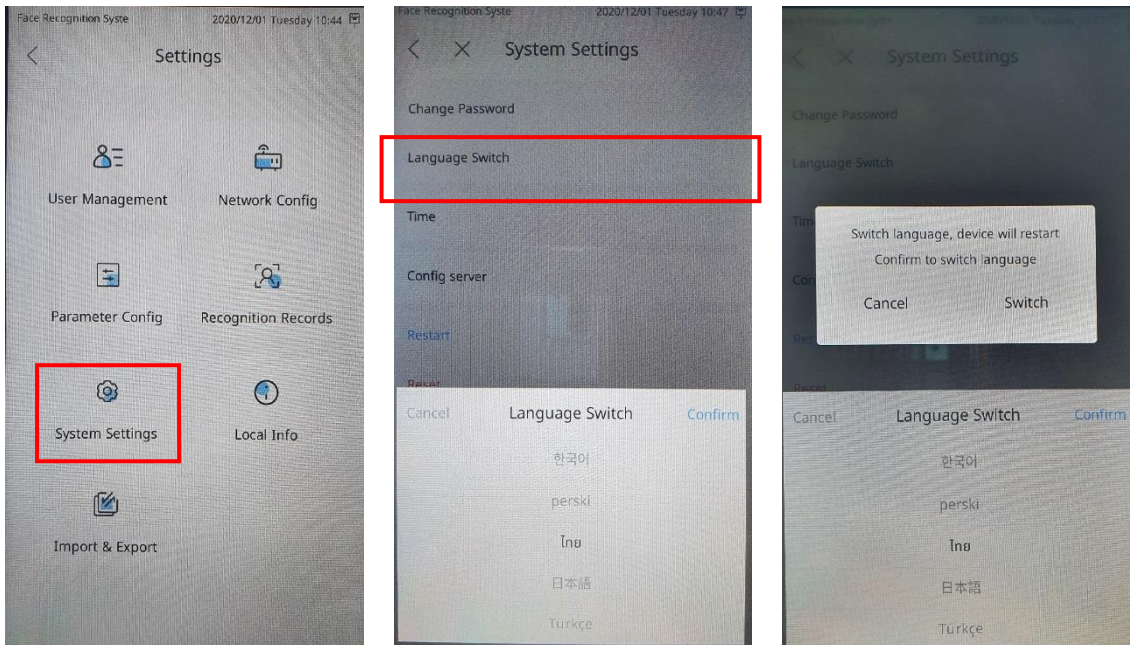 Face Recognition Syste 2020/12/01 Tuesday 10:44
Settings
User Management
Network Config
Parameter Config
Recognition Records
System Settings
Local Info
Import & Export
Face Recognition Syste 2020/12/01 Tuesday 10:47
System Settings
Change Password
Language Switch
Time
Config server
Restart
Reset
Cancel Language Switch Confirm
한국어
perski
ไทย
日本語
Türkçe
System Settings
Change Password
Language Switch
Switch language, device will restart
Confirm to switch language
Cancel Switch
Reset
Cancel Language Switch Confirm
한국어
perski
ไทย
日本語
Türkçe